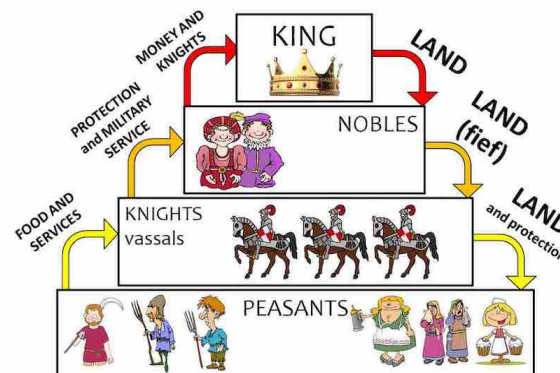 MONEY AND
KNIGHTS
KING
LAND
PROTECTION
and MILITARY
SERVICE
NOBLES
LAND
(fief)
FOOD AND
SERVICES
KNIGHTS
vassals
LAND
and protection
PEASANTS